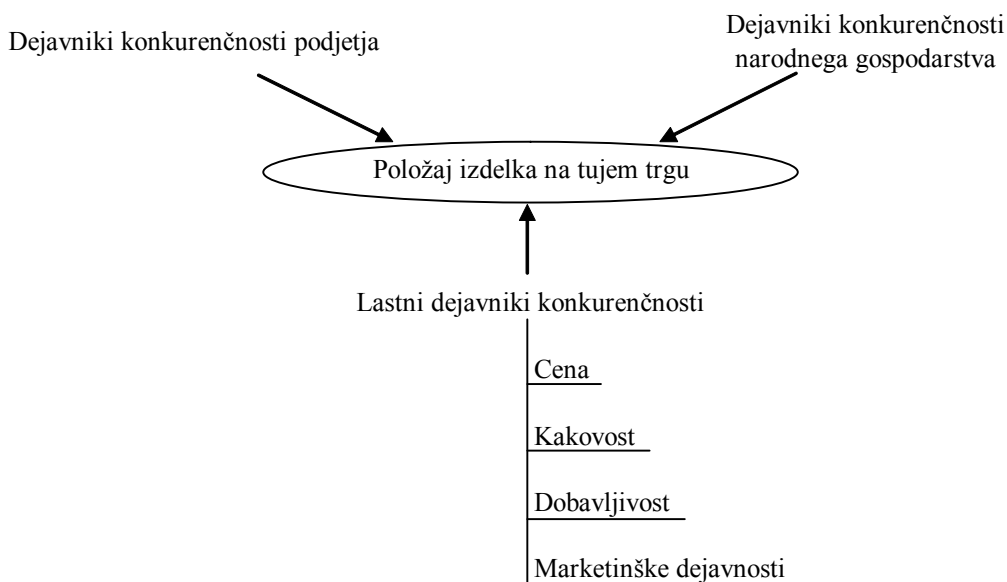 Dejavniki konkurenčnosti podjetja
Dejavniki konkurenčnosti
narodnega gospodarstva
Položaj izdelka na tujem trgu
Lastni dejavniki konkurenčnosti
Cena
Kakovost
Dobavljivost
Marketinške dejavnosti